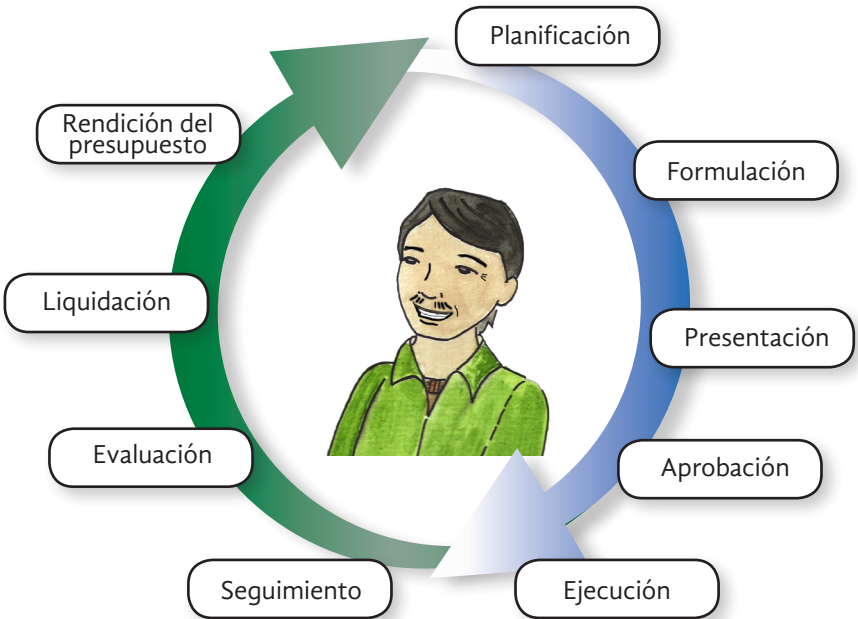 Planificación
Formulación
Presentación
Aprobación
Ejecución
Seguimiento
Evaluación
Liquidación
Rendición del
presupuesto